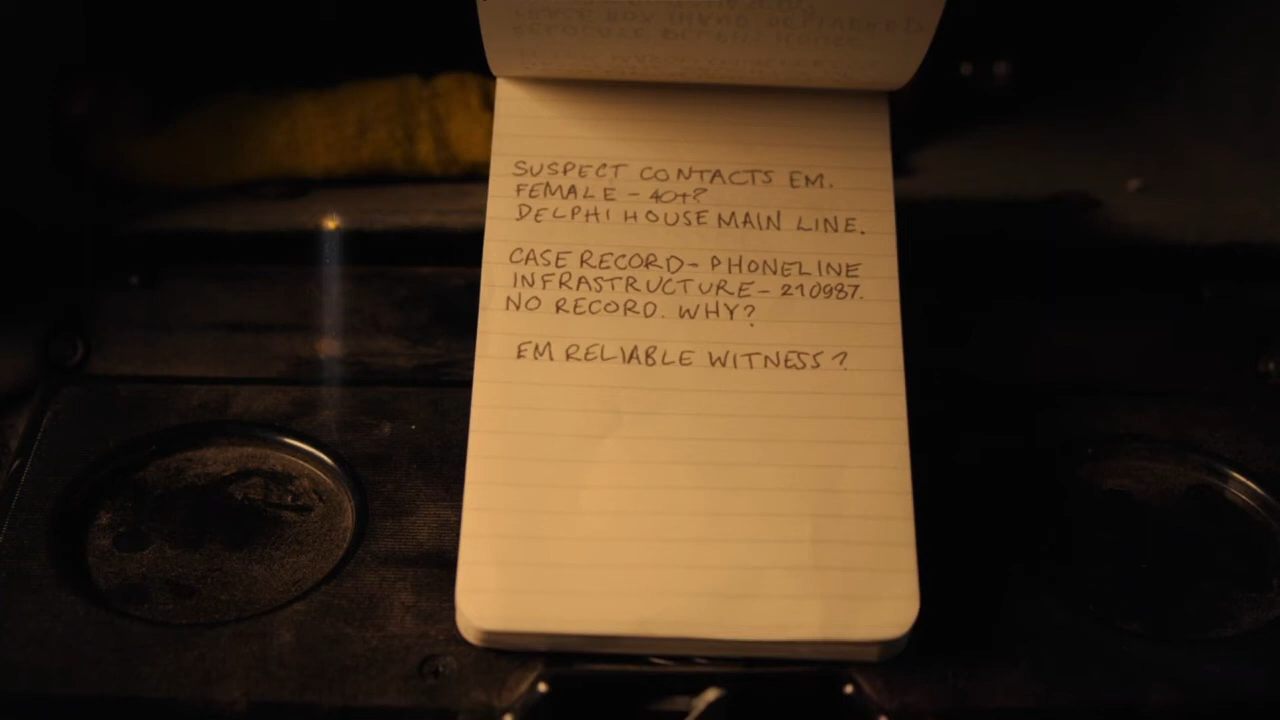 SUSPECT CONTACTS EM.
FEMALE - 40+?
DELPHI HOUSE MAIN LINE.
CASE RECORD - PHONELINE
INFRASTRUCTURE - 210987.
NO RECORD. WHY?
EM RELIABLE WITNESS?